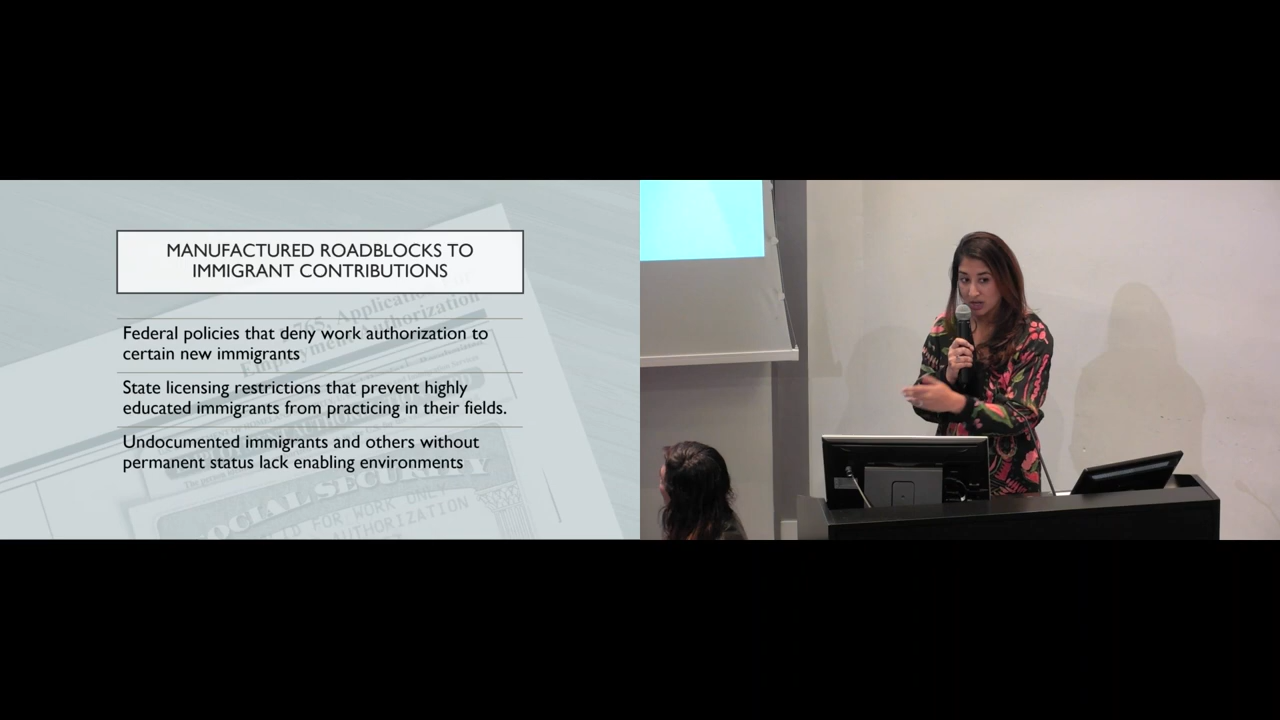 MANUFACTURED ROADBLOCKS TO
IMMIGRANT CONTRIBUTIONS
Federal policies that deny work authorization to
certain new immigrants
State licensing restrictions that prevent highly
educated immigrants from practicing in their fields.
Undocumented immigrants and others without
permanent status lack enabling environments
SOCIAL SECURITY
FOR WORK ONLY
AUTHORIZATION